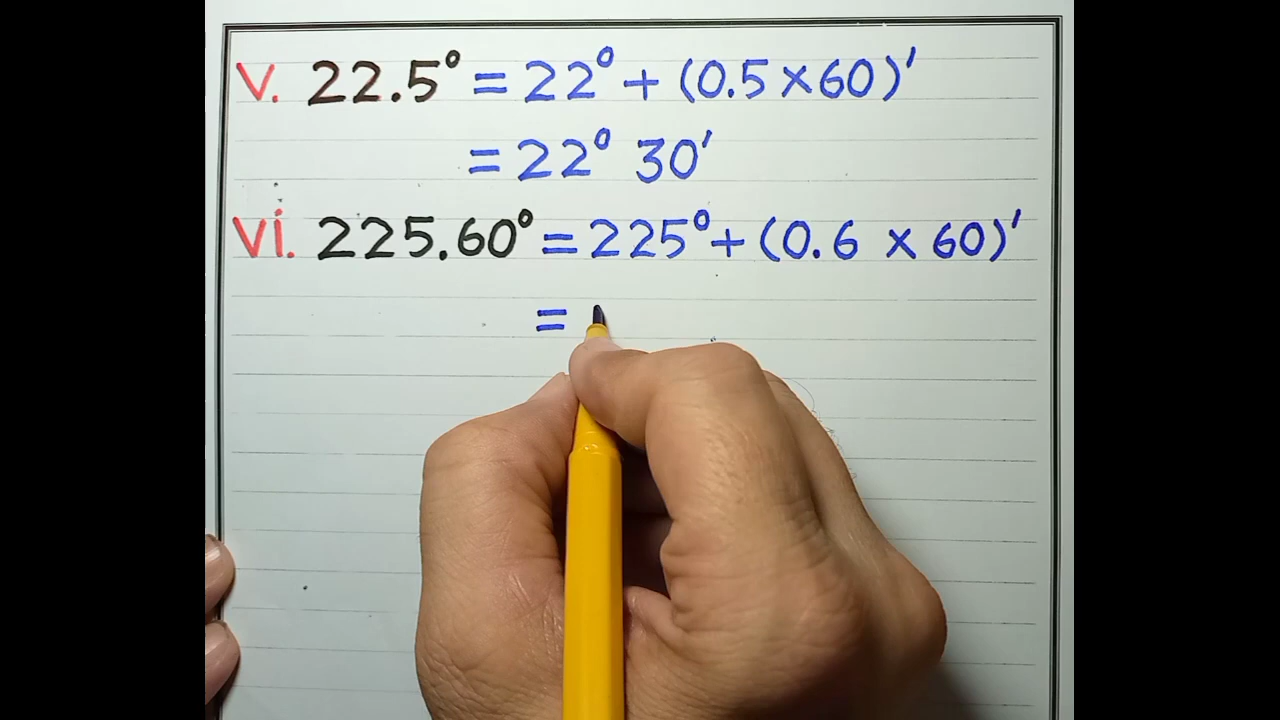 V. 22.5° = 22° + (0.5 × 60)′
= 22° 30′
Vi. 225.60° = 225° + (0.6 × 60)′
=